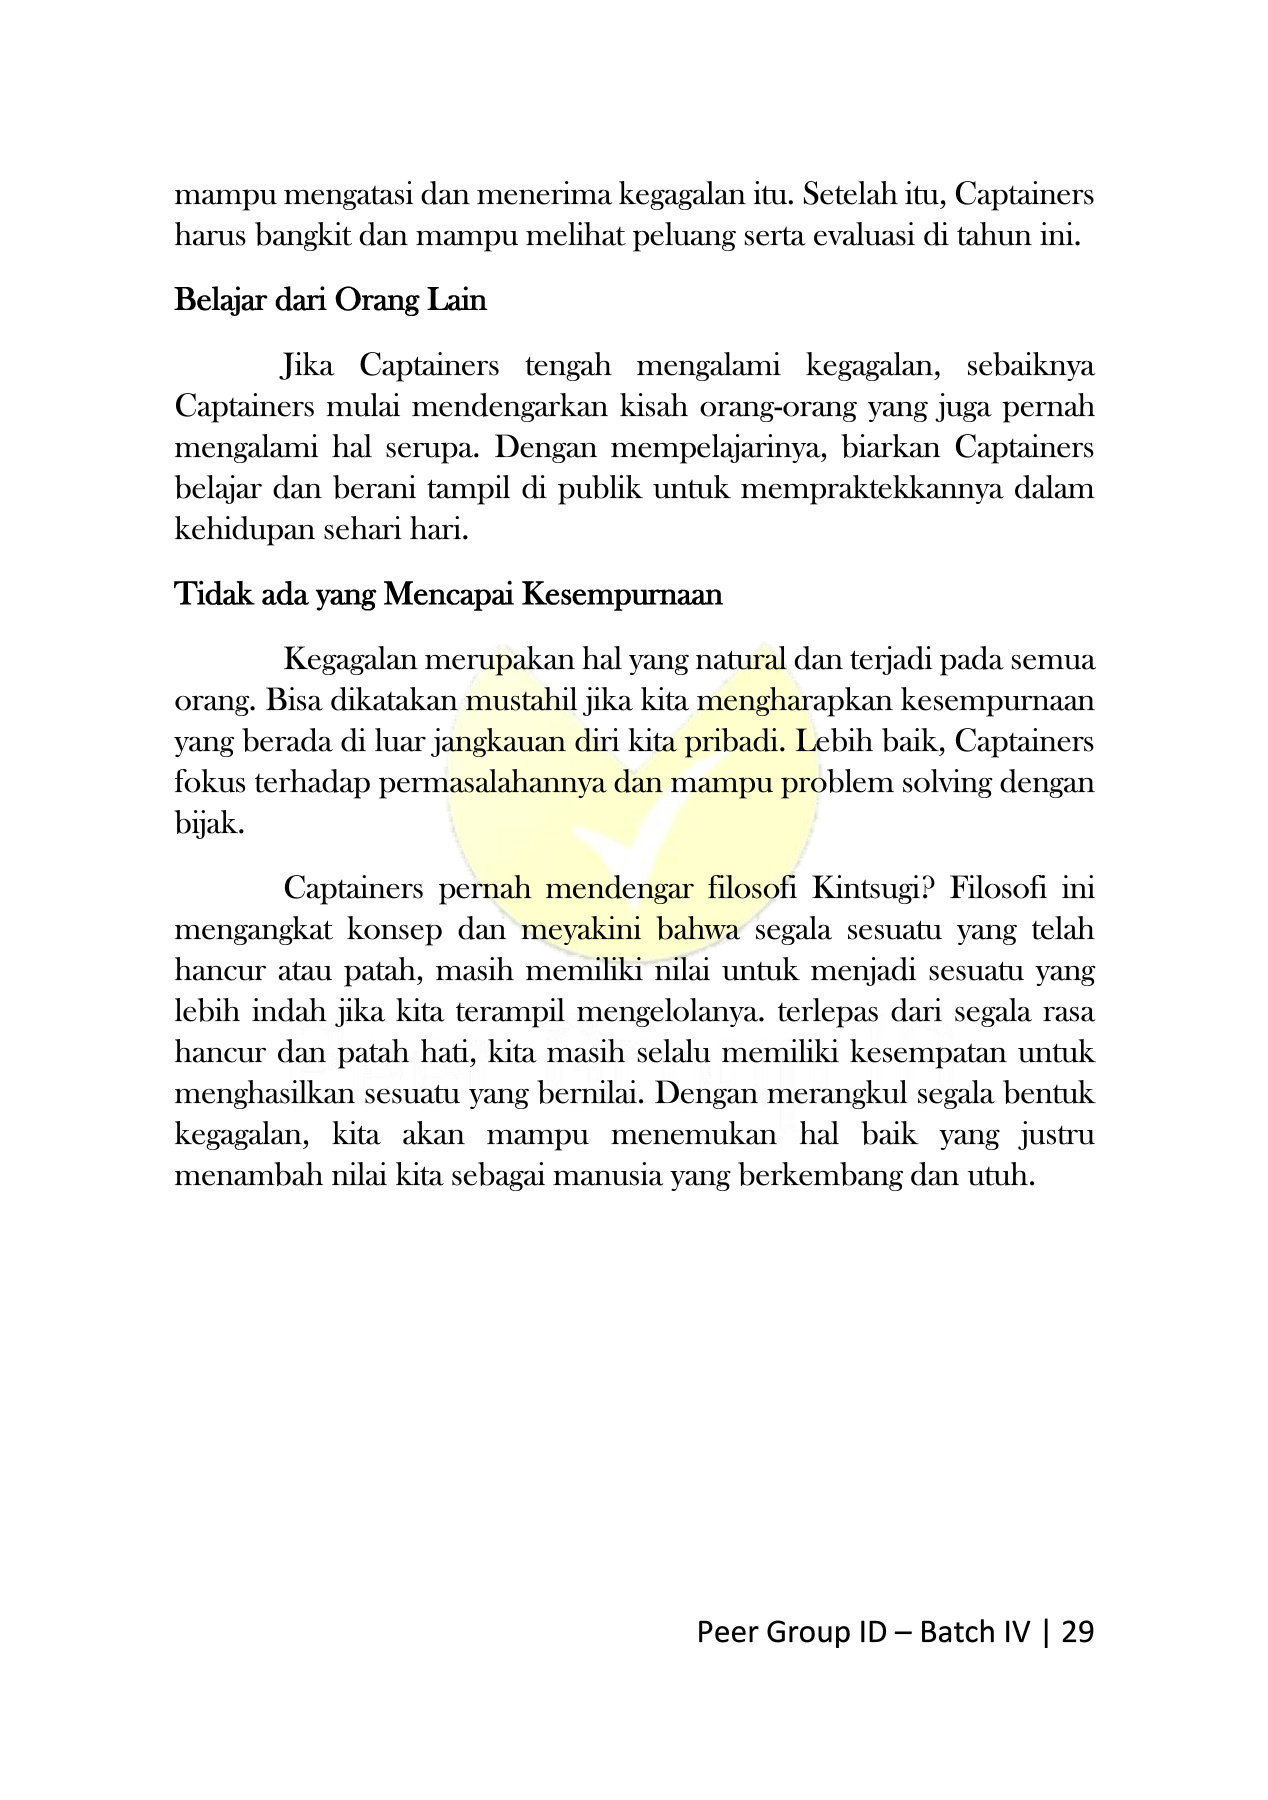 mampu mengatasi dan menerima kegagalan itu. Setelah itu, Captainers
harus bangkit dan mampu melihat peluang serta evaluasi di tahun ini.
Belajar dari Orang Lain
Jika Captainers tengah mengalami kegagalan, sebaiknya
Captainers mulai mendengarkan kisah orang-orang yang juga pernah
mengalami hal serupa. Dengan mempelajarinya, biarkan Captainers
belajar dan berani tampil di publik untuk mempraktekkannya dalam
kehidupan sehari hari.
Tidak ada yang Mencapai Kesempurnaan
Kegagalan merupakan hal yang natural dan terjadi pada semua
orang. Bisa dikatakan mustahil jika kita mengharapkan kesempurnaan
yang berada di luar jangkauan diri kita pribadi. Lebih baik, Captainers
fokus terhadap permasalahannya dan mampu problem solving dengan
bijak.
Captainers pernah mendengar filosofi Kintsugi? Filosofi ini
mengangkat konsep dan meyakini bahwa segala sesuatu yang telah
hancur atau patah, masih memiliki nilai untuk menjadi sesuatu yang
lebih indah jika kita terampil mengelolanya. terlepas dari segala rasa
hancur dan patah hati, kita masih selalu memiliki kesempatan untuk
menghasilkan sesuatu yang bernilai. Dengan merangkul segala bentuk
kegagalan, kita akan mampu menemukan hal baik yang justru
menambah nilai kita sebagai manusia yang berkembang dan utuh.
Peer Group ID – Batch IV | 29